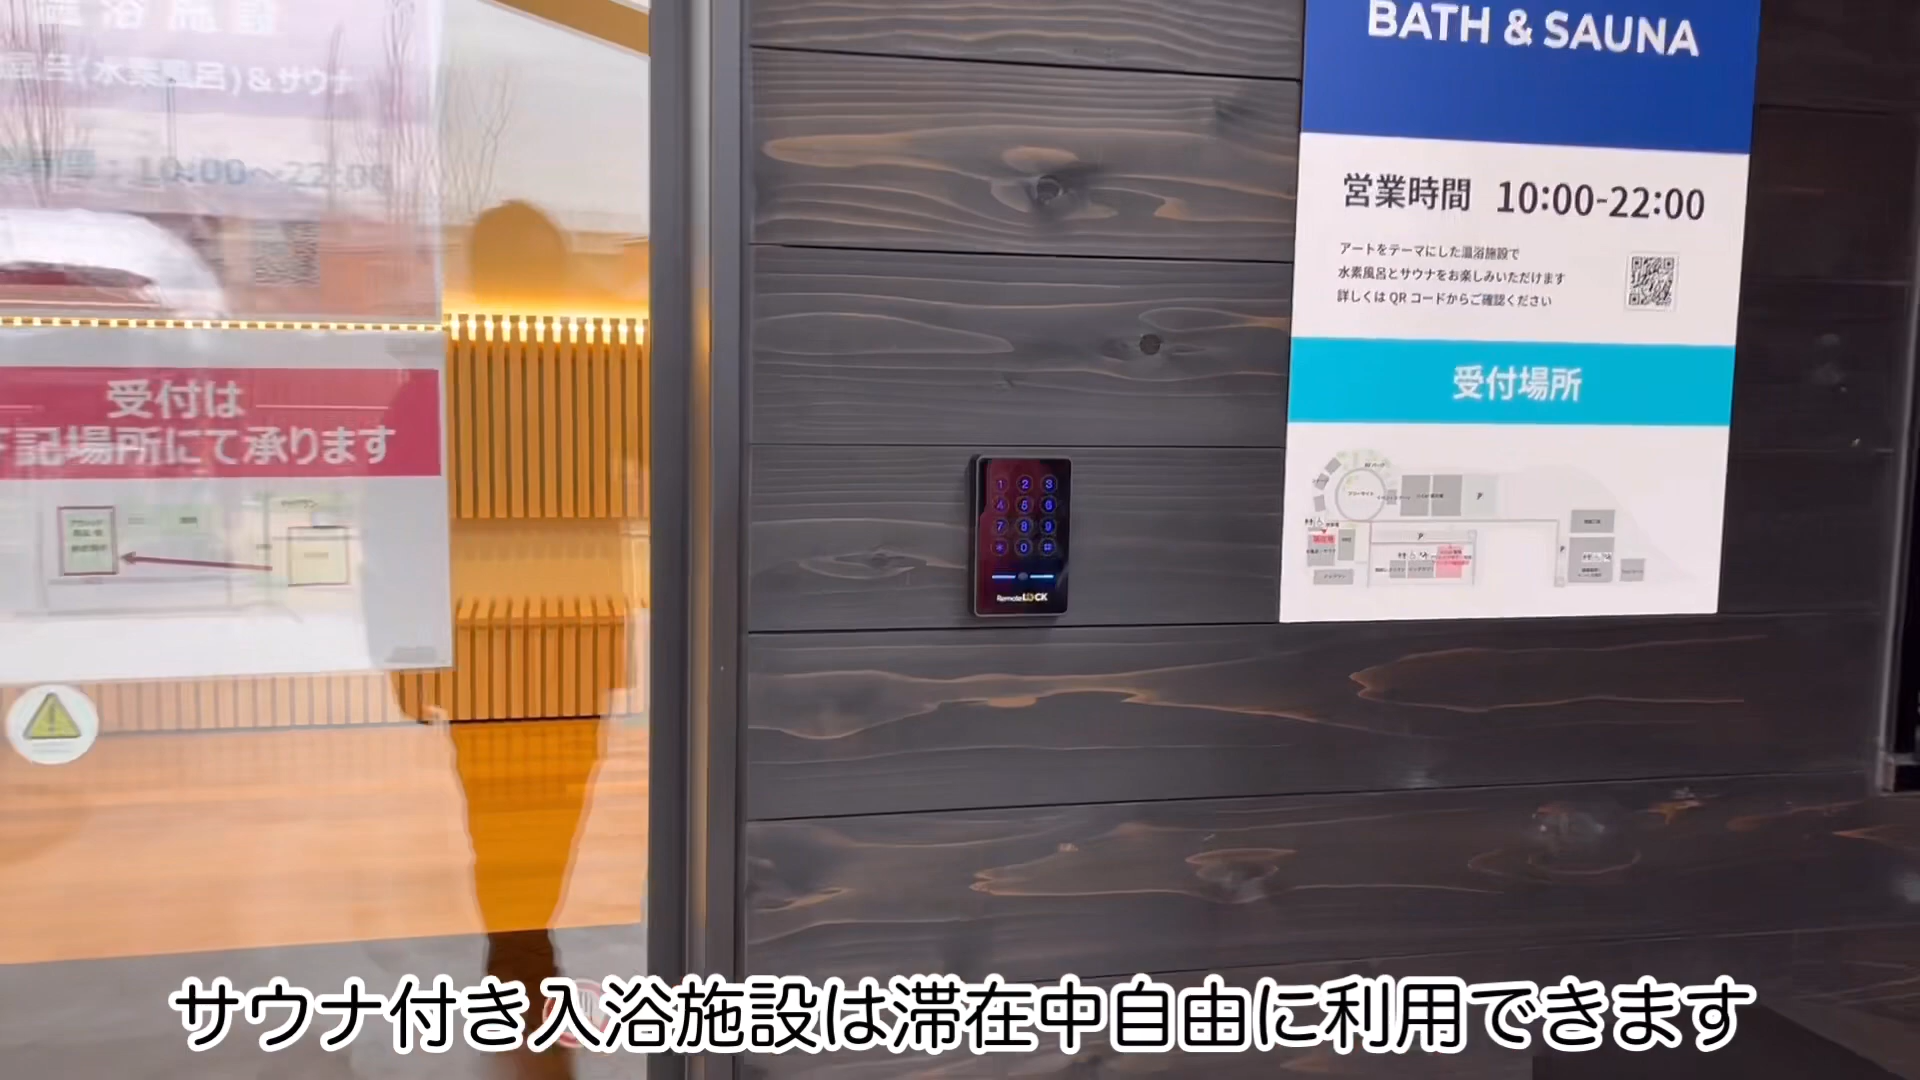 風呂(水素風呂)&サウナ
10:00～22:00
受付は
下記場所にて承ります
BATH & SAUNA
営業時間 10:00-22:00
アートをテーマにした温浴施設で
水素風呂とサウナをお楽しみいただけます
詳しくは QR コードからご確認ください
受付場所
P
P
P
1 2 3
4 5 6
7 8 9
* 0 #
RemoteLOCK
サウナ付き入浴施設は滞在中自由に利用できます